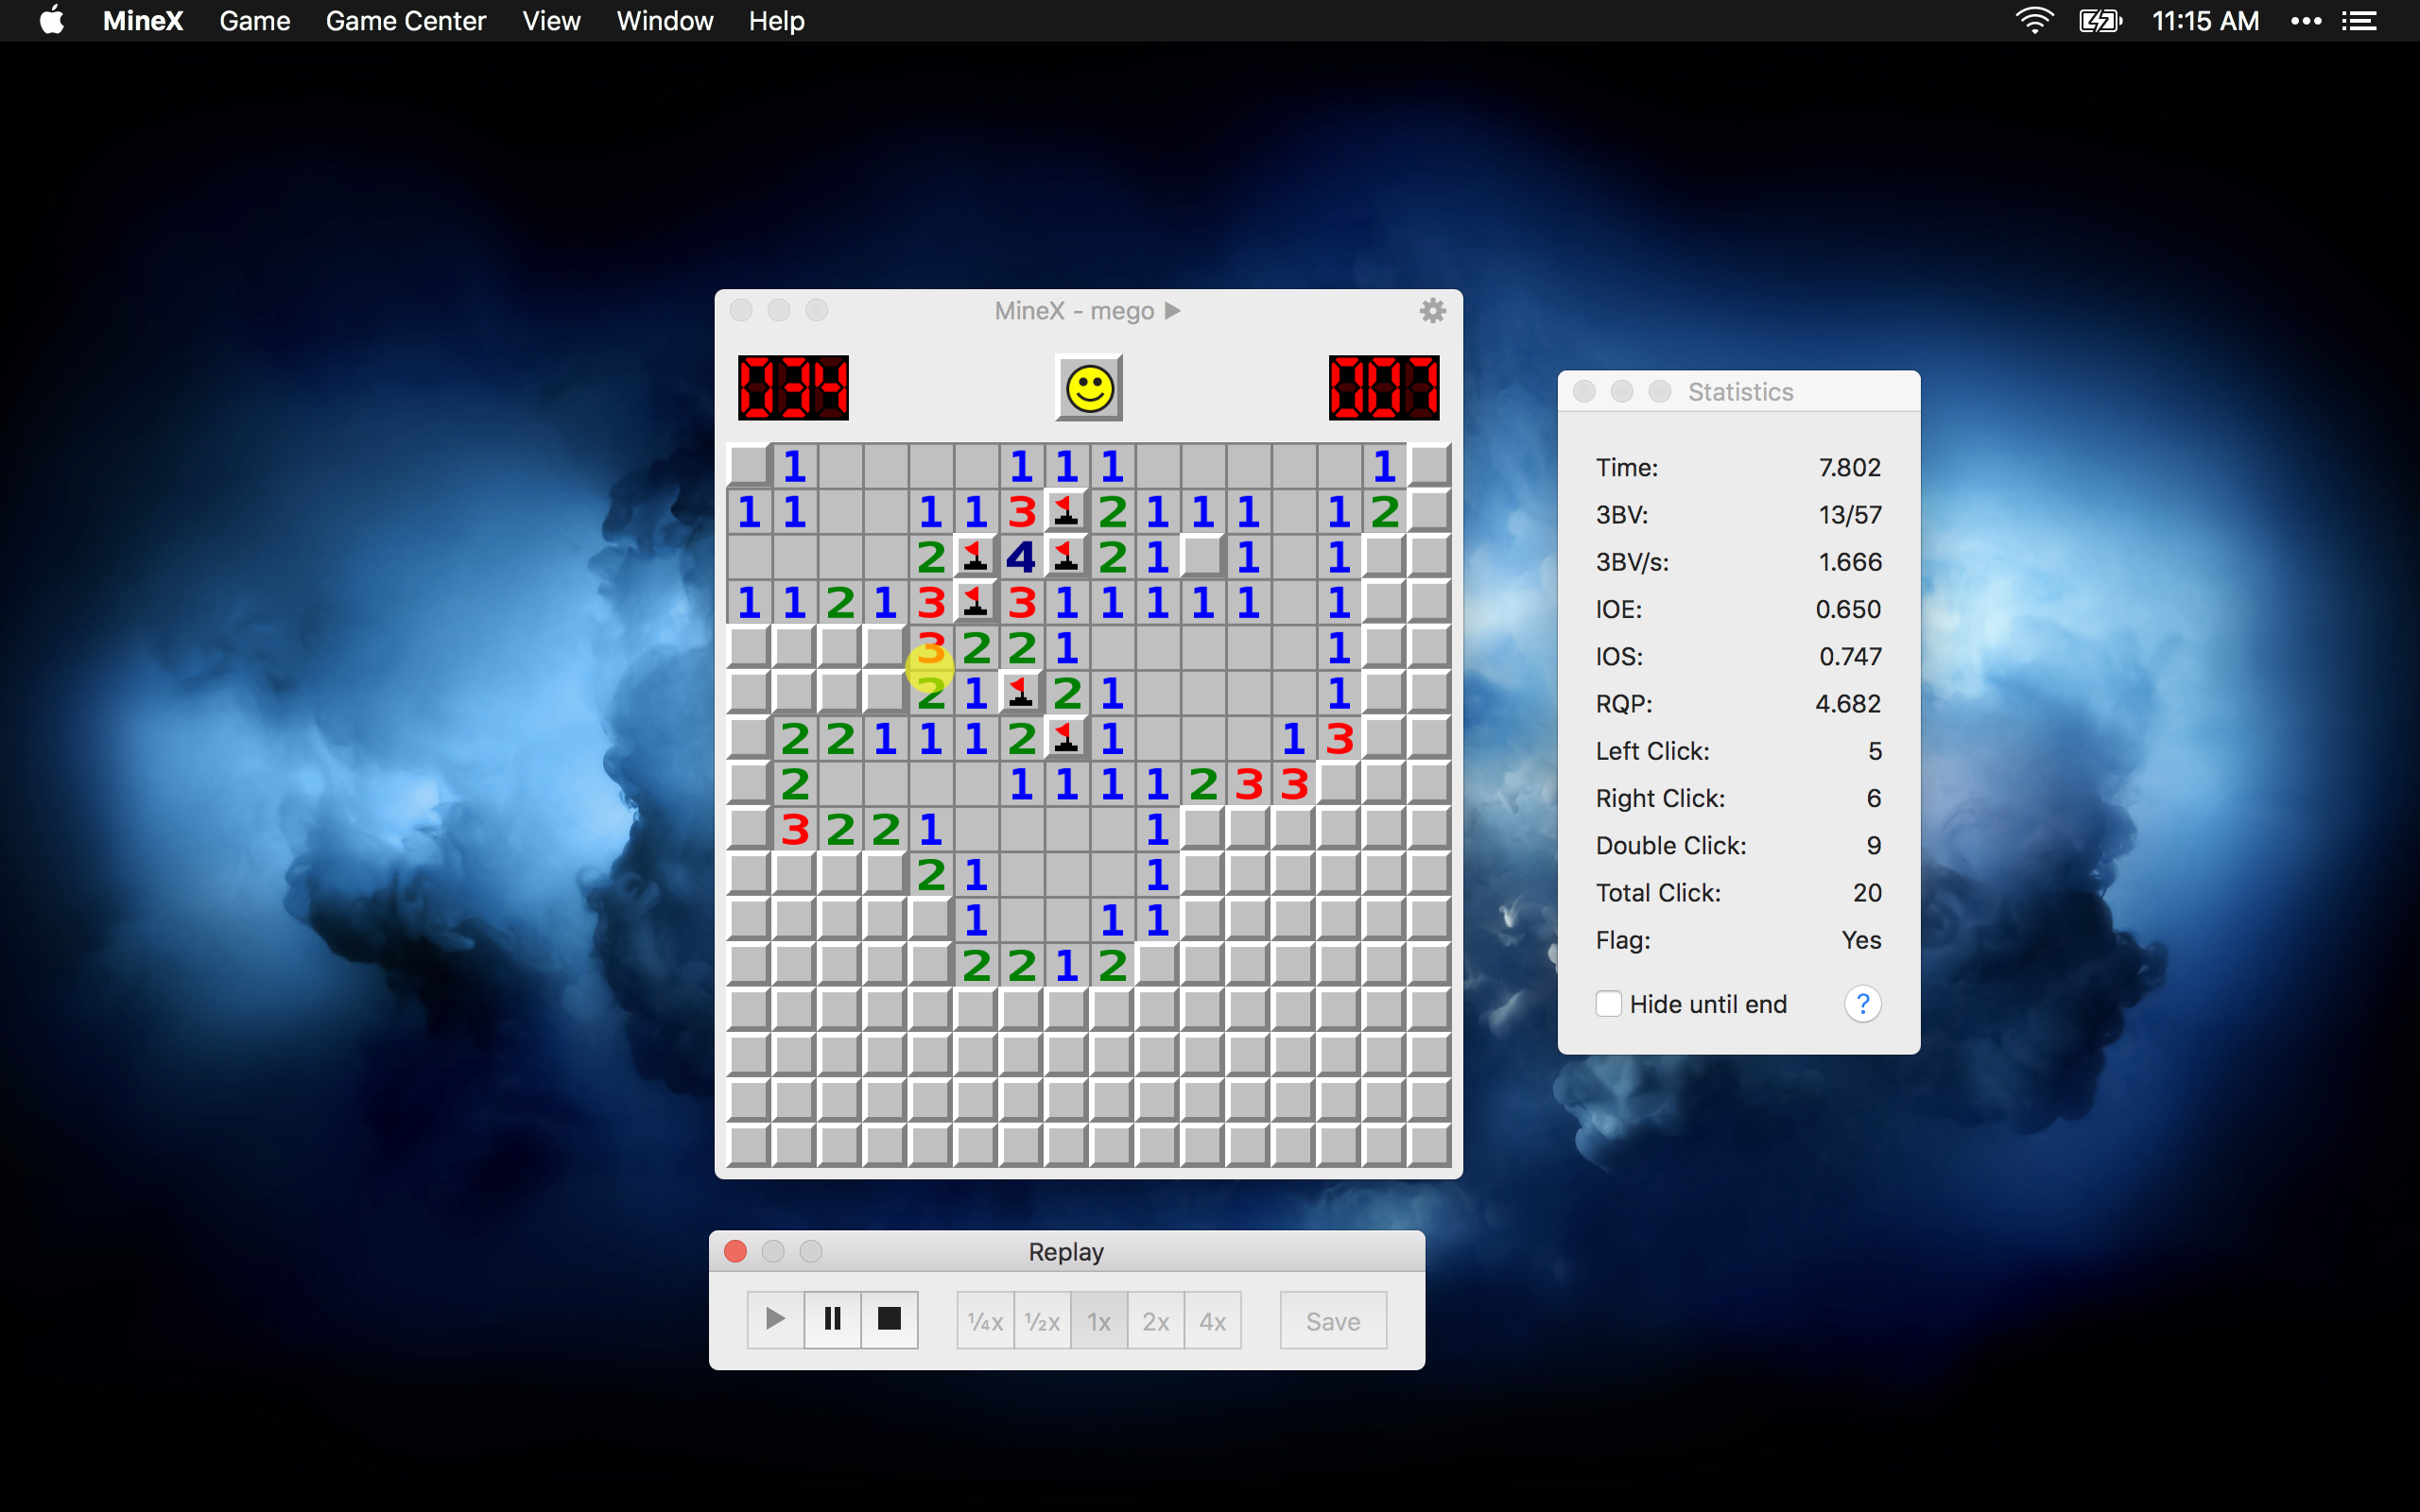 MineX Game Game Center View Window Help 11:15 AM
MineX - mego
034 007
1 1 1 1 1
1 1 1 1 3 2 1 1 1 1 2
2 4 2 1 1 1
1 1 2 1 3 3 1 1 1 1 1 1
3 2 2 1 1
2 1 2 1 1
2 2 1 1 1 2 1 1 3
2 1 1 1 1 2 3 3
3 2 2 1 1
2 1 1
1 1 1
2 2 1 2
Statistics
Time: 7.802
3BV: 13/57
3BV/s: 1.666
IOE: 0.650
IOS: 0.747
RQP: 4.682
Left Click: 5
Right Click: 6
Double Click: 9
Total Click: 20
Flag: Yes
Hide until end ?
Replay
¼x ½x 1x 2x 4x Save